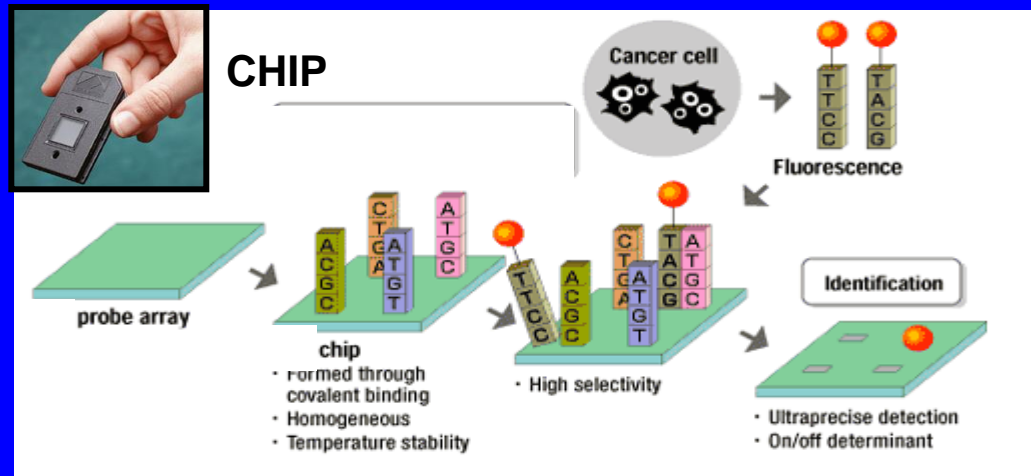 CHIP
Cancer cell
T
T
C
C
T
A
C
G
Fluorescence
probe array
A
C
G
C
C
T
G
A
A
T
G
T
A
T
G
C
chip
· Formed through
covalent binding
· Homogeneous
· Temperature stability
T
T
C
C
A
C
G
C
C
T
G
A
A
T
G
T
T
A
C
G
A
T
G
C
· High selectivity
Identification
· Ultraprecise detection
· On/off determinant